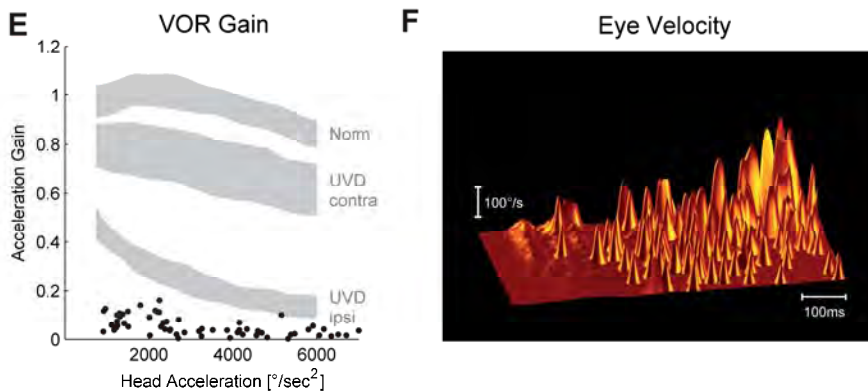 E
VOR Gain
1.2
1
0.8
0.6
0.4
0.2
0
Acceleration Gain
Norm
UVD
contra
UVD
ipsi
2000
4000
6000
Head Acceleration [°/sec²]
F
Eye Velocity
100°/s
100ms